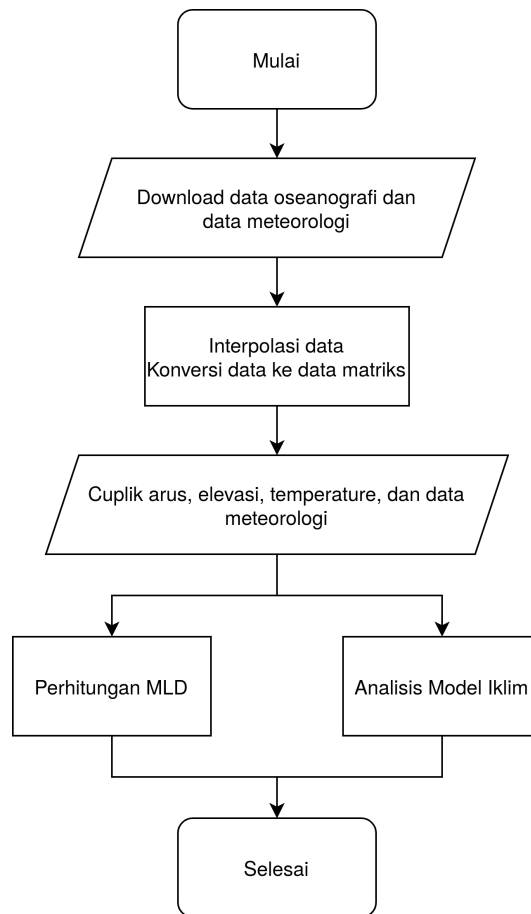 Mulai
Download data oseanografi dan
data meteorologi
Interpolasi data
Konversi data ke data matriks
Cuplik arus, elevasi, temperature, dan data
meteorologi
Perhitungan MLD
Analisis Model Iklim
Selesai